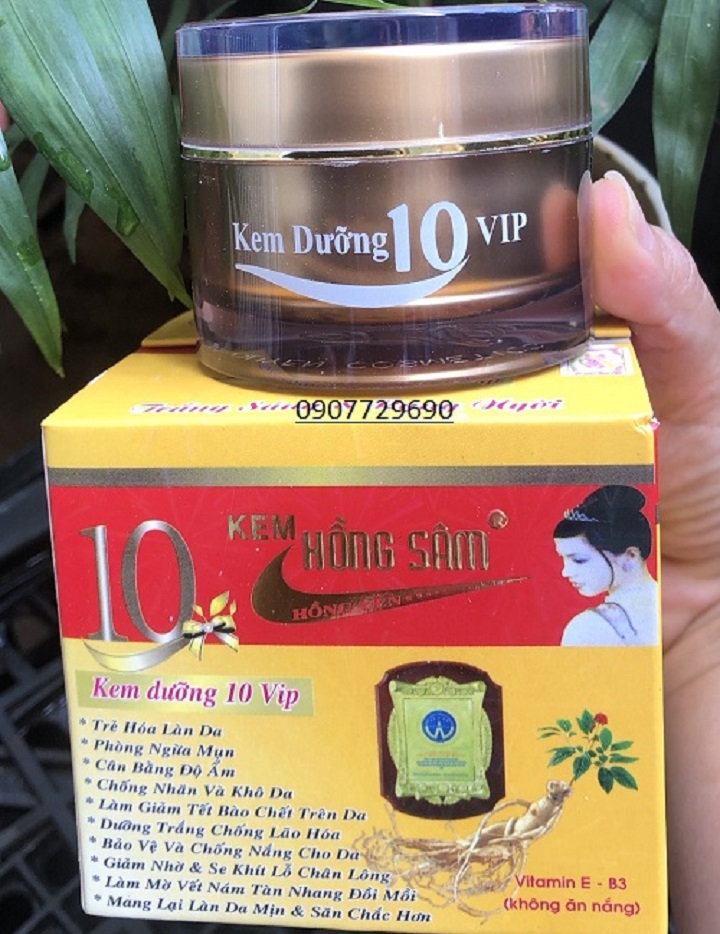 Kem Dưỡng 10 VIP
0907729690
10
KEM
HỒNG SÂM®
Kem dưỡng 10 Vip
* Trẻ Hóa Làn Da
* Phòng Ngừa Mụn
* Cân Bằng Độ Ẩm
* Chống Nhăn Và Khô Da
* Làm Giảm Tết Bào Chết Trên Da
* Dưỡng Trắng Chống Lão Hóa
* Bảo Vệ Và Chống Nắng Cho Da
* Giảm Nhờ & Se Khít Lỗ Chân Lông
* Làm Mờ Vết Nám Tàn Nhang Đồi Mồi
* Mang Lại Làn Da Mịn & Săn Chắc Hơn
Vitamin E - B3
(không ăn nắng)